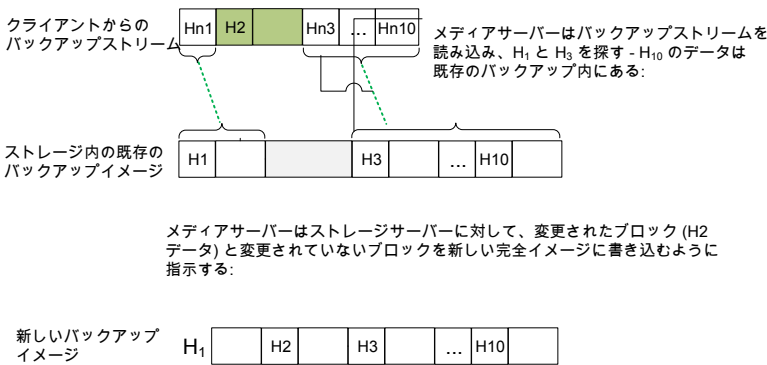 クライアントからの
バックアップストリーム
Hn1 H2 Hn3 ... Hn10
メディアサーバーはバックアップストリームを
読み込み、H1 と H3 を探す - H10 のデータは
既存のバックアップ内にある:
ストレージ内の既存の
バックアップイメージ
H1 H3 ... H10
メディアサーバーはストレージサーバーに対して、変更されたブロック (H2
データ) と変更されていないブロックを新しい完全イメージに書き込むように
指示する:
新しいバックアップ
イメージ
H1 H2 H3 ... H10